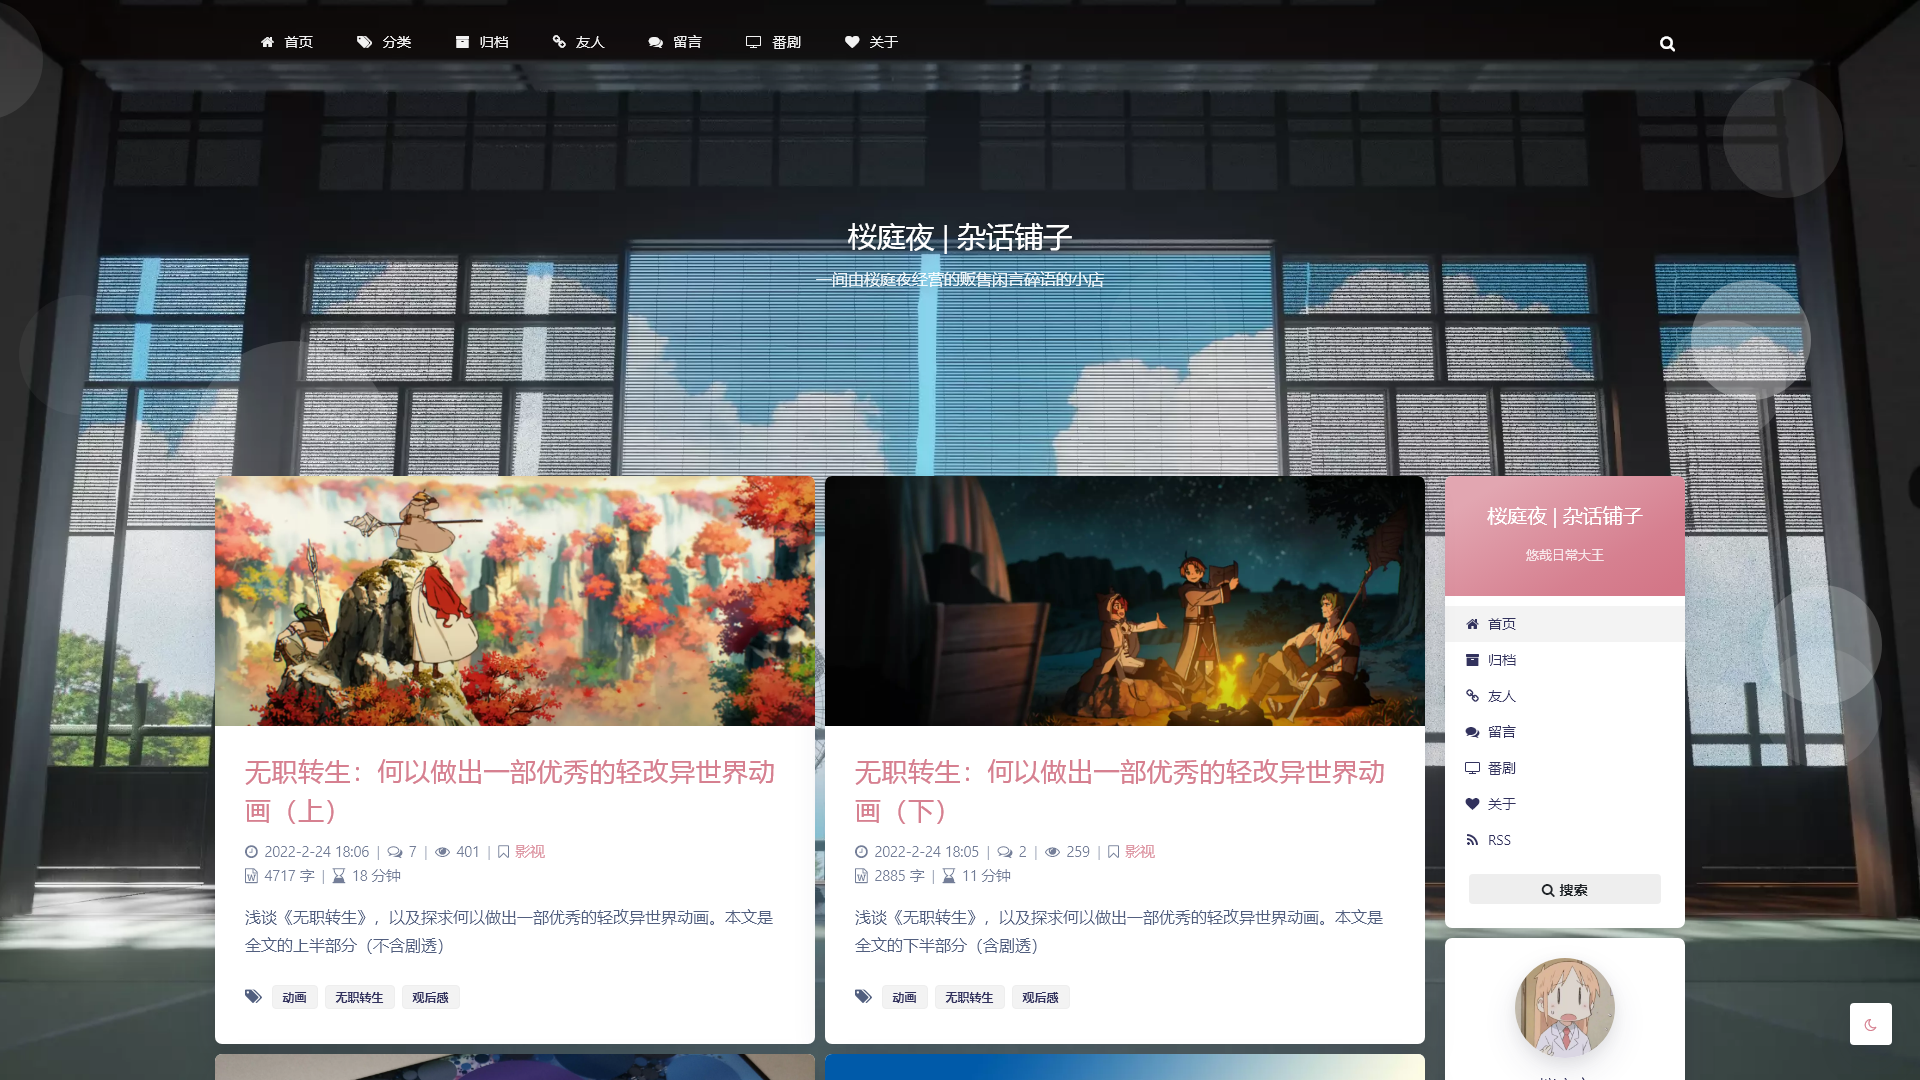 首页 分类 归档 友人 留言 番剧 关于
桜庭夜 | 杂话铺子
一间由桜庭夜经营的贩售闲言碎语的小店
无职转生：何以做出一部优秀的轻改异世界动
画（上）
2022-2-24 18:06 | 7 | 401 | 影视
4717 字 | 18 分钟
浅谈《无职转生》，以及探求何以做出一部优秀的轻改异世界动画。本文是
全文的上半部分（不含剧透）
动画 无职转生 观后感
无职转生：何以做出一部优秀的轻改异世界动
画（下）
2022-2-24 18:05 | 2 | 259 | 影视
2885 字 | 11 分钟
浅谈《无职转生》，以及探求何以做出一部优秀的轻改异世界动画。本文是
全文的下半部分（含剧透）
动画 无职转生 观后感
桜庭夜 | 杂话铺子
悠哉日常大王
首页
归档
友人
留言
番剧
关于
RSS
搜索